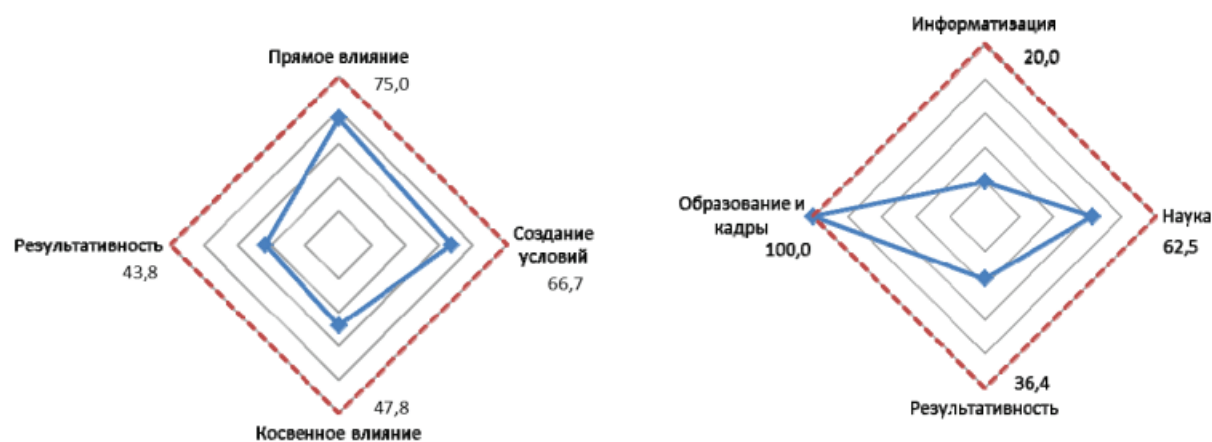 Прямое влияние
75,0
Результативность
43,8
Создание
условий
66,7
47,8
Косвенное влияние
Информатизация
20,0
Образование и
кадры
100,0
Наука
62,5
36,4
Результативность